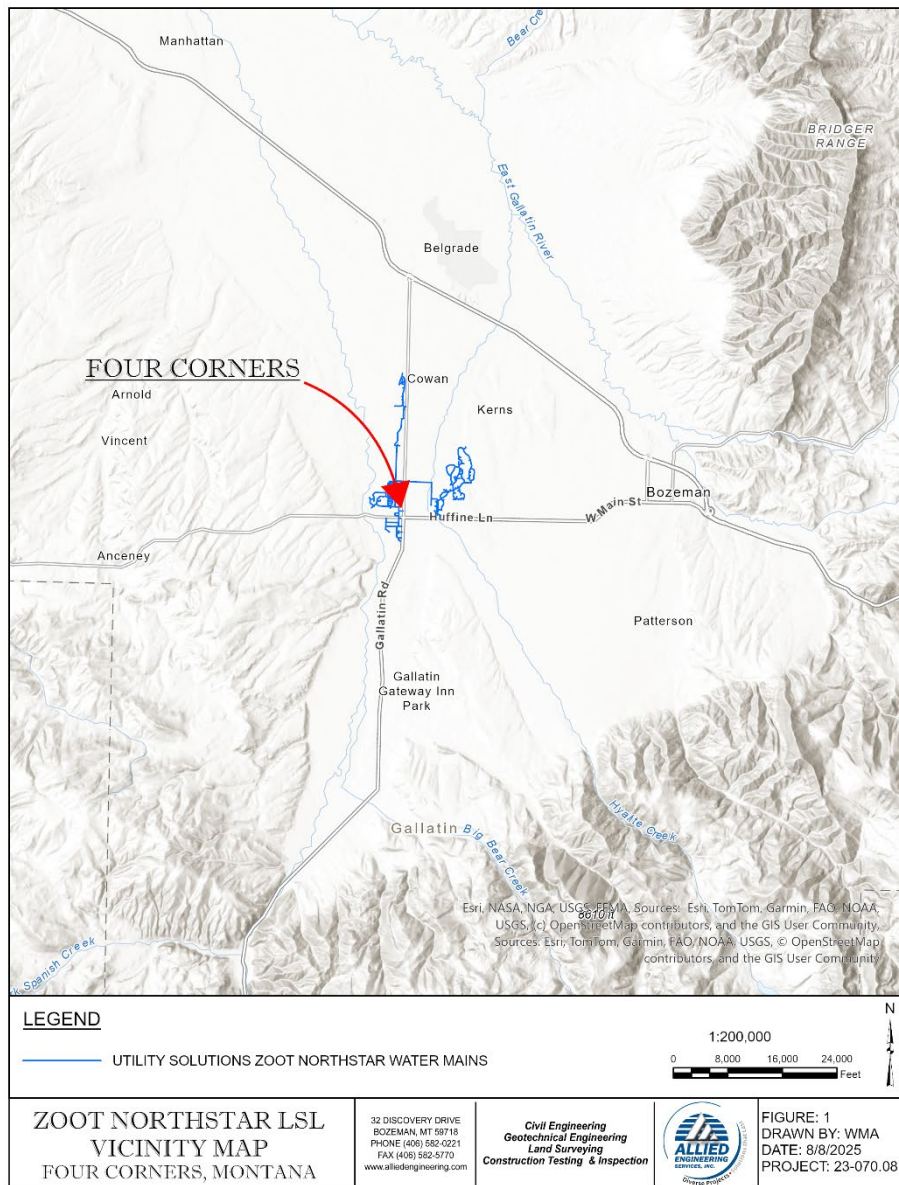 Manhattan
Bear Cree
BRIDGER
RANGE
East Gallatin River
Belgrade
FOUR CORNERS
Cowan
Arnold
Kerns
Vincent
Bozeman
W Main St
Huffine Ln
Anceney
Gallatin Rd
Patterson
Gallatin
Gateway Inn
Park
Hyalite Creek
Gallatin
Big Bear Creek
8610 ft
Esri, NASA, NGA, USGS, FEMA, Sources: Esri, TomTom, Garmin, FAO, NOAA,
USGS, (c) OpenStreetMap contributors, and the GIS User Community,
Sources: Esri, TomTom, Garmin, FAO, NOAA, USGS, © OpenStreetMap
contributors, and the GIS User Community
rk Spanish Creek
LEGEND
UTILITY SOLUTIONS ZOOT NORTHSTAR WATER MAINS
1:200,000
0 8,000 16,000 24,000
Feet
N
ZOOT NORTHSTAR LSL
VICINITY MAP
FOUR CORNERS, MONTANA
32 DISCOVERY DRIVE
BOZEMAN, MT 59718
PHONE (406) 582-0221
FAX (406) 582-5770
www.alliedengineering.com
Civil Engineering
Geotechnical Engineering
Land Surveying
Construction Testing & Inspection
ALLIED
ENGINEERING
SERVICES, INC.
Diverse Projects
FIGURE: 1
DRAWN BY: WMA
DATE: 8/8/2025
PROJECT: 23-070.08